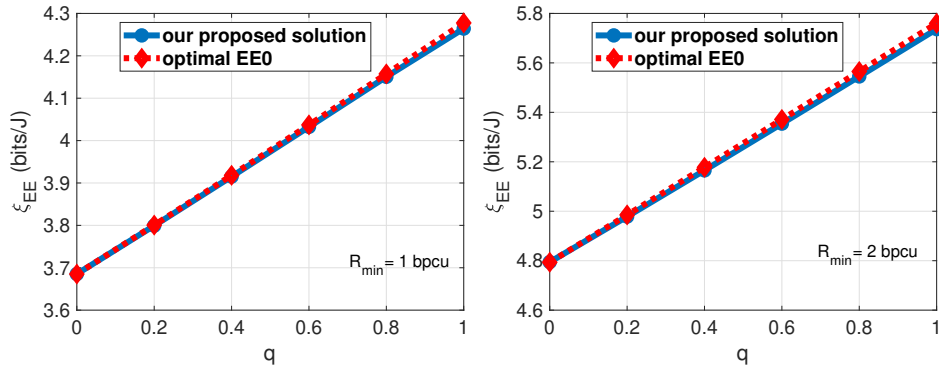 4.3
4.2
4.1
4
3.9
3.8
3.7
3.6
ξEE (bits/J)
our proposed solution
optimal EE0
Rmin= 1 bpcu
0 0.2 0.4 0.6 0.8 1
q
5.8
5.6
5.4
5.2
5
4.8
4.6
ξEE (bits/J)
our proposed solution
optimal EE0
Rmin= 2 bpcu
0 0.2 0.4 0.6 0.8 1
q